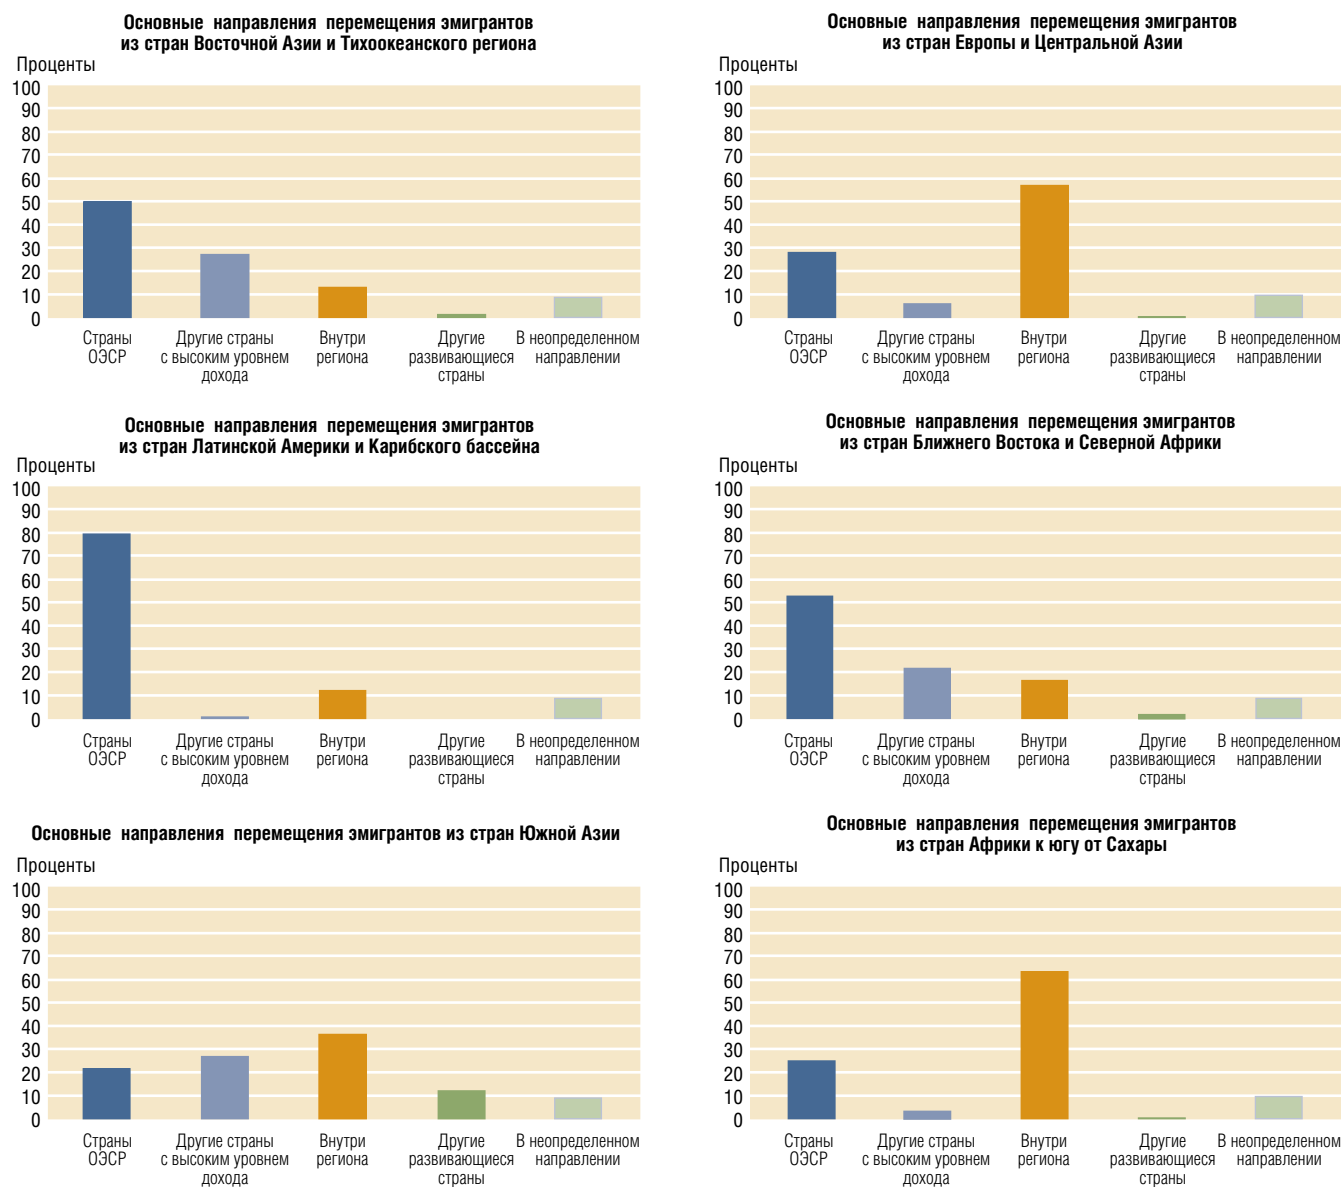 Основные направления перемещения эмигрантов
из стран Восточной Азии и Тихоокеанского региона
Проценты
100
90
80
70
60
50
40
30
20
10
0
Страны
ОЭСР
Другие страны
с высоким уровнем
дохода
Внутри
региона
Другие
развивающиеся
страны
В неопределенном
направлении
Основные направления перемещения эмигрантов
из стран Европы и Центральной Азии
Проценты
100
90
80
70
60
50
40
30
20
10
0
Страны
ОЭСР
Другие страны
с высоким уровнем
дохода
Внутри
региона
Другие
развивающиеся
страны
В неопределенном
направлении
Основные направления перемещения эмигрантов
из стран Латинской Америки и Карибского бассейна
Проценты
100
90
80
70
60
50
40
30
20
10
0
Страны
ОЭСР
Другие страны
с высоким уровнем
дохода
Внутри
региона
Другие
развивающиеся
страны
В неопределенном
направлении
Основные направления перемещения эмигрантов
из стран Ближнего Востока и Северной Африки
Проценты
100
90
80
70
60
50
40
30
20
10
0
Страны
ОЭСР
Другие страны
с высоким уровнем
дохода
Внутри
региона
Другие
развивающиеся
страны
В неопределенном
направлении
Основные направления перемещения эмигрантов из стран Южной Азии
Проценты
100
90
80
70
60
50
40
30
20
10
0
Страны
ОЭСР
Другие страны
с высоким уровнем
дохода
Внутри
региона
Другие
развивающиеся
страны
В неопределенном
направлении
Основные направления перемещения эмигрантов
из стран Африки к югу от Сахары
Проценты
100
90
80
70
60
50
40
30
20
10
0
Страны
ОЭСР
Другие страны
с высоким уровнем
дохода
Внутри
региона
Другие
развивающиеся
страны
В неопределенном
направлении